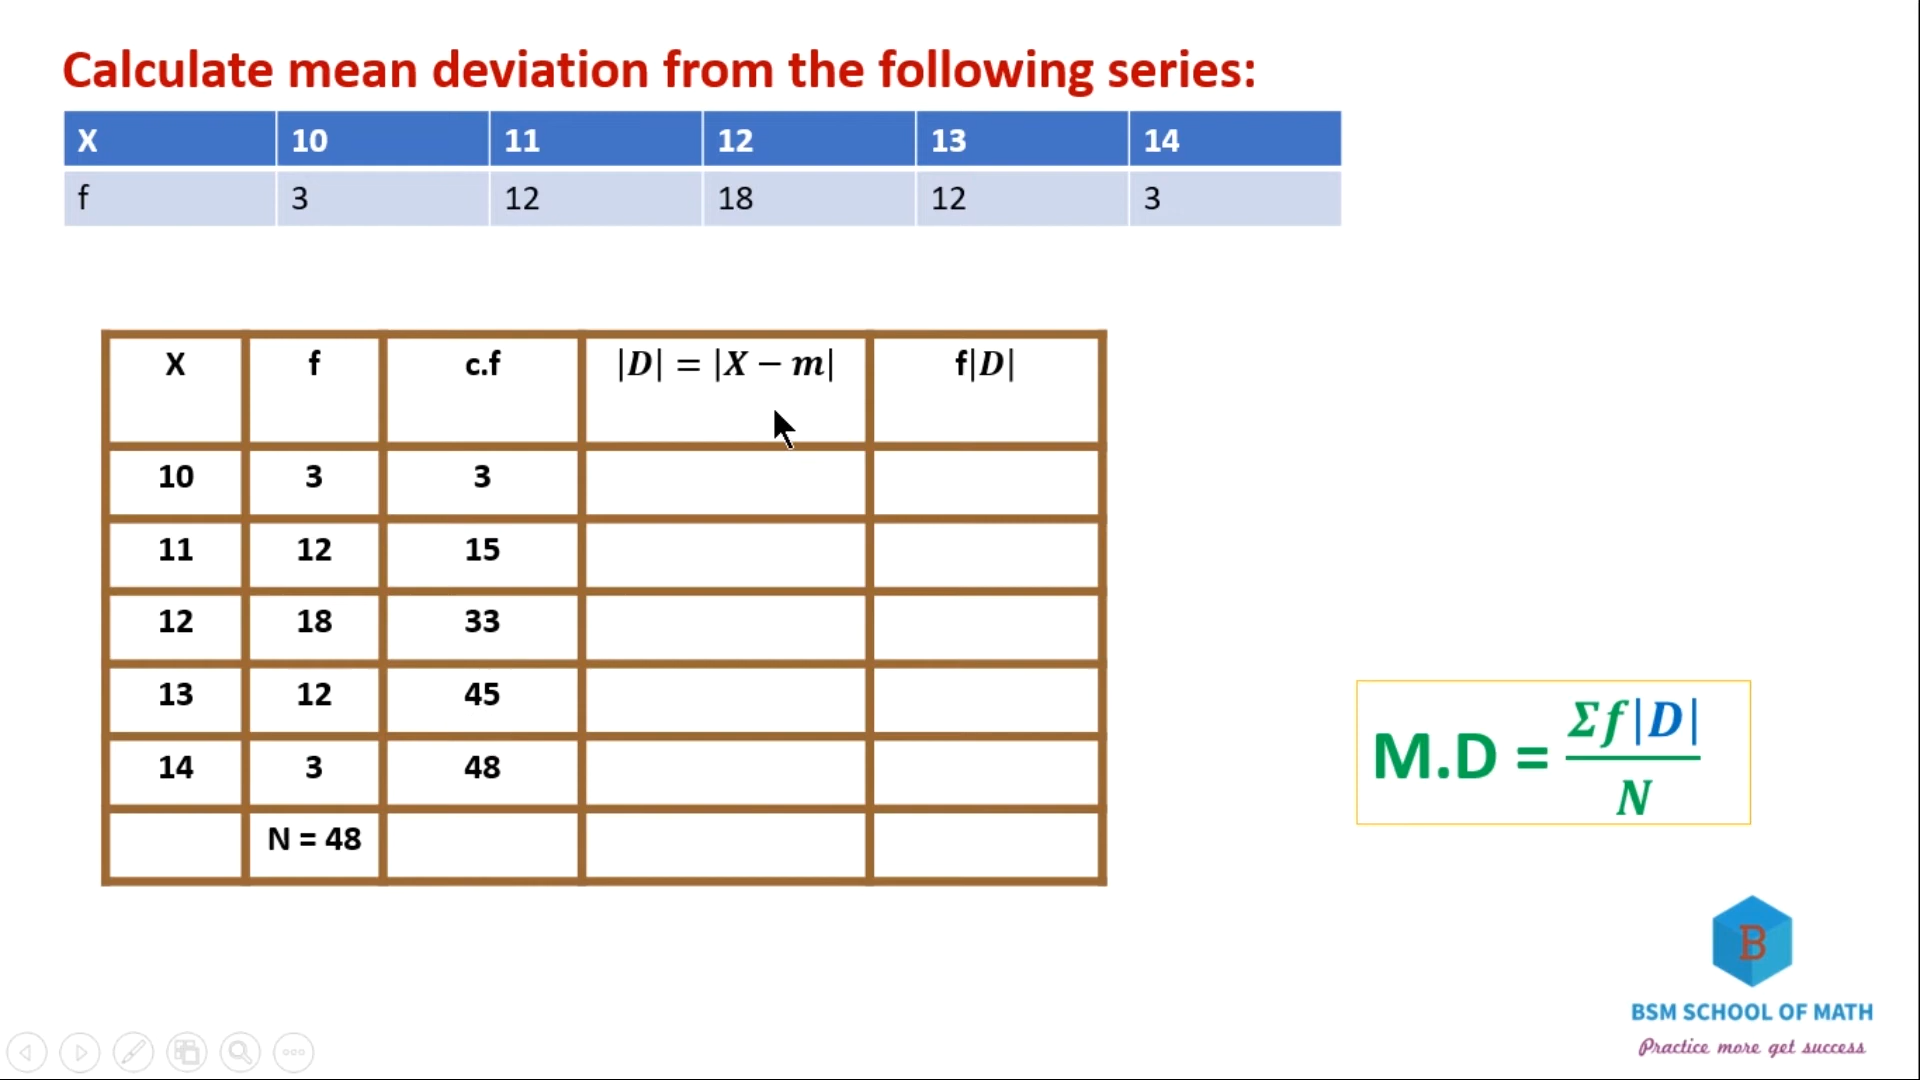 Calculate mean deviation from the following series:
X 10 11 12 13 14
f 3 12 18 12 3
X f c.f |D| = |X − m| f|D|
10 3 3
11 12 15
12 18 33
13 12 45
14 3 48
N = 48
M.D = Σf|D| / N
B
BSM SCHOOL OF MATH
Practice more get success